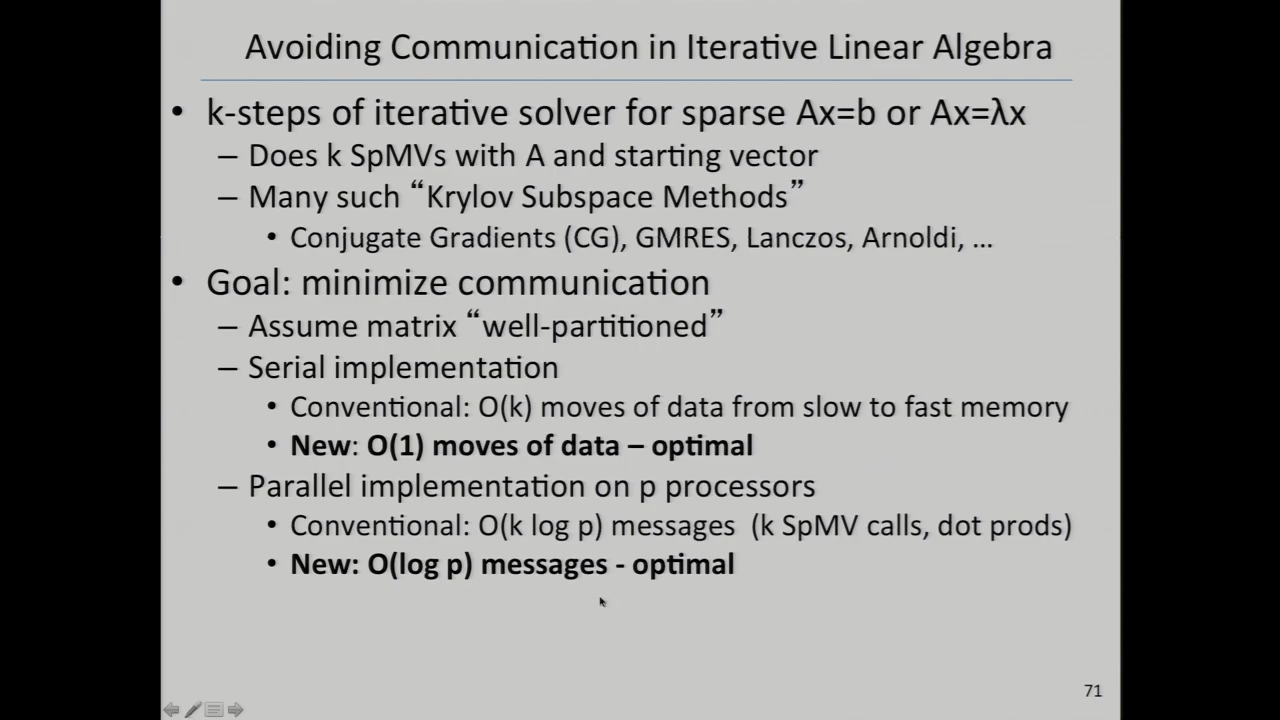 Avoiding Communication in Iterative Linear Algebra
• k-steps of iterative solver for sparse Ax=b or Ax=λx
– Does k SpMVs with A and starting vector
– Many such “Krylov Subspace Methods”
• Conjugate Gradients (CG), GMRES, Lanczos, Arnoldi, …
• Goal: minimize communication
– Assume matrix “well-partitioned”
– Serial implementation
• Conventional: O(k) moves of data from slow to fast memory
• New: O(1) moves of data – optimal
– Parallel implementation on p processors
• Conventional: O(k log p) messages (k SpMV calls, dot prods)
• New: O(log p) messages - optimal
71